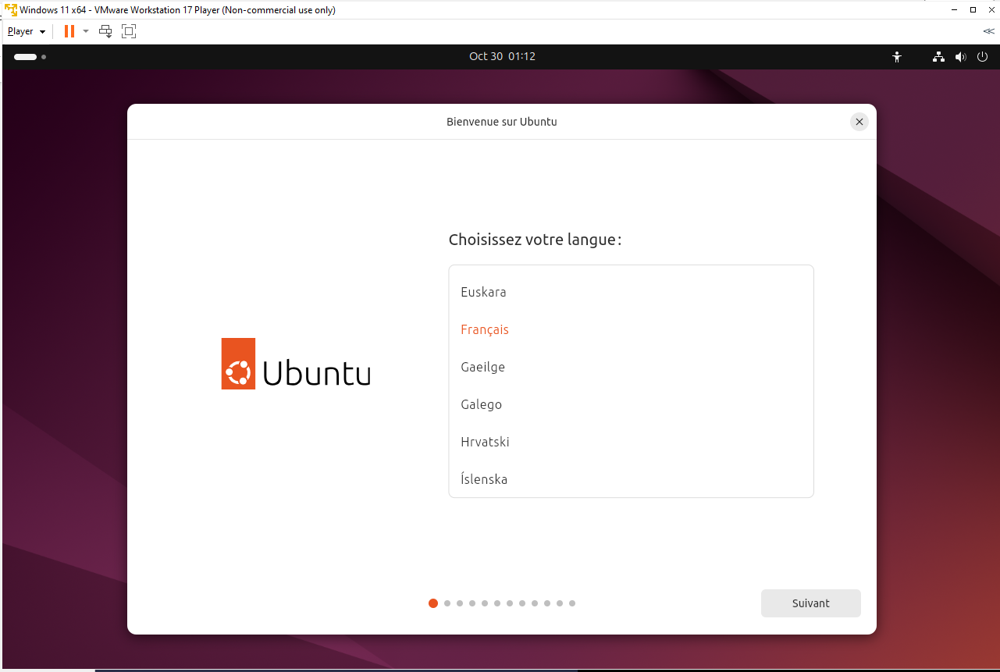 Windows 11 x64 - VMware Workstation 17 Player (Non-commercial use only)
Player
Oct 30 01:12
Bienvenue sur Ubuntu
Choisissez votre langue :
Euskara
Français
Gaeilge
Galego
Hrvatski
Íslenska
Ubuntu
Suivant